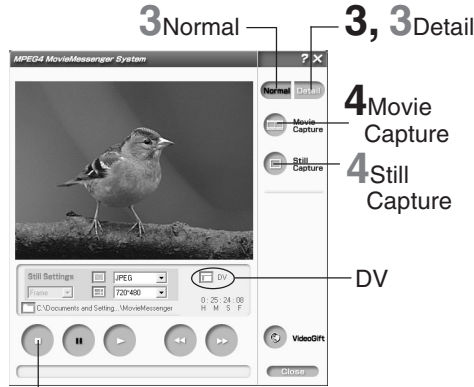 3Normal
3, 3Detail
MPEG4 MovieMessenger System
? X
Normal Detail
4Movie Capture
Movie Capture
4Still Capture
Still Capture
Still Settings
JPEG
DV
DV
Frame
720*480
0:25:24:08
H M S F
C:\Documents and Setting...\MovieMessenger
VideoGift
Close